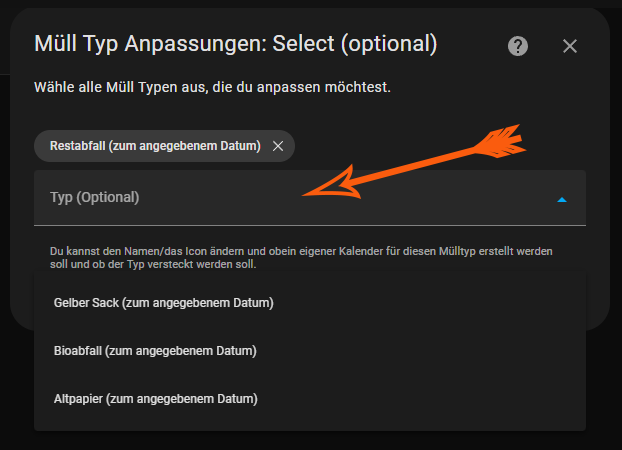 Müll Typ Anpassungen: Select (optional)
Wähle alle Müll Typen aus, die du anpassen möchtest.
Restabfall (zum angegebenem Datum)
Typ (Optional)
Du kannst den Namen/das Icon ändern und obein eigener Kalender für diesen Mülltyp erstellt werden
soll und ob der Typ versteckt werden soll.
Gelber Sack (zum angegebenem Datum)
Bioabfall (zum angegebenem Datum)
Altpapier (zum angegebenem Datum)